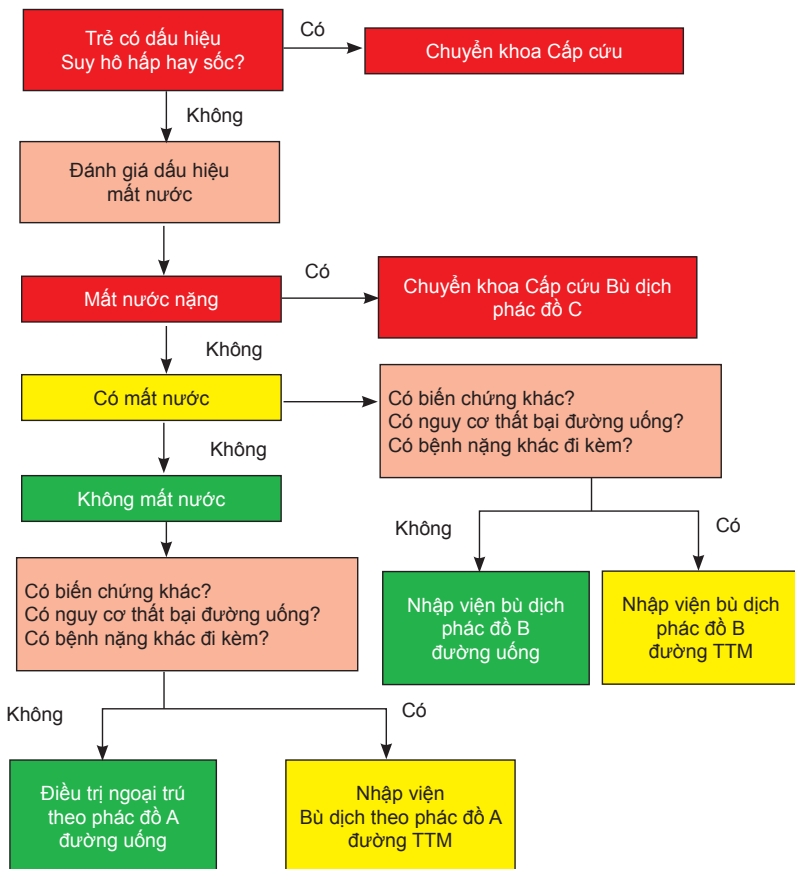 Trẻ có dấu hiệu
Suy hô hấp hay sốc?
Có
Chuyển khoa Cấp cứu
Không
Đánh giá dấu hiệu
mất nước
Mất nước nặng
Có
Chuyển khoa Cấp cứu Bù dịch
phác đồ C
Không
Có mất nước
Có biến chứng khác?
Có nguy cơ thất bại đường uống?
Có bệnh nặng khác đi kèm?
Không
Không mất nước
Không
Có
Nhập viện bù dịch
phác đồ B
đường uống
Nhập viện bù dịch
phác đồ B
đường TTM
Có biến chứng khác?
Có nguy cơ thất bại đường uống?
Có bệnh nặng khác đi kèm?
Không
Có
Điều trị ngoại trú
theo phác đồ A
đường uống
Nhập viện
Bù dịch theo phác đồ A
đường TTM